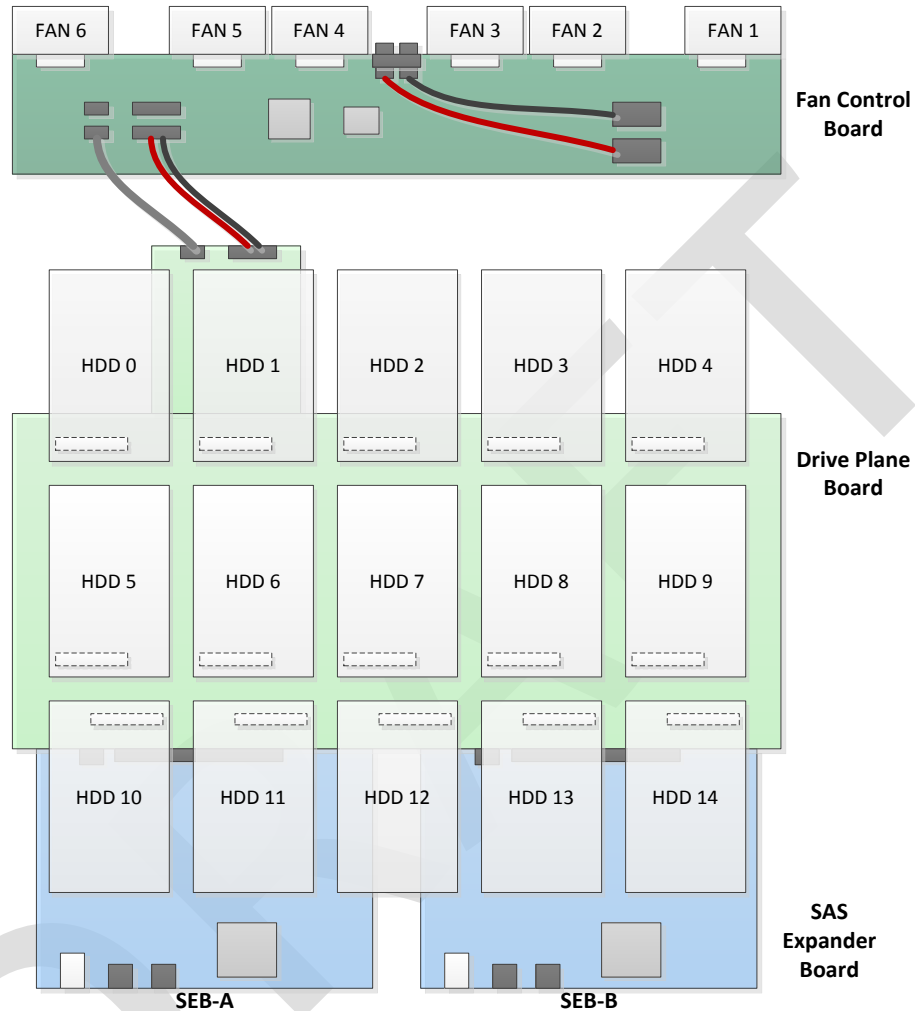 FAN 6
FAN 5
FAN 4
FAN 3
FAN 2
FAN 1
Fan Control
Board
HDD 0
HDD 1
HDD 2
HDD 3
HDD 4
Drive Plane
Board
HDD 5
HDD 6
HDD 7
HDD 8
HDD 9
HDD 10
HDD 11
HDD 12
HDD 13
HDD 14
SAS
Expander
Board
SEB-A
SEB-B